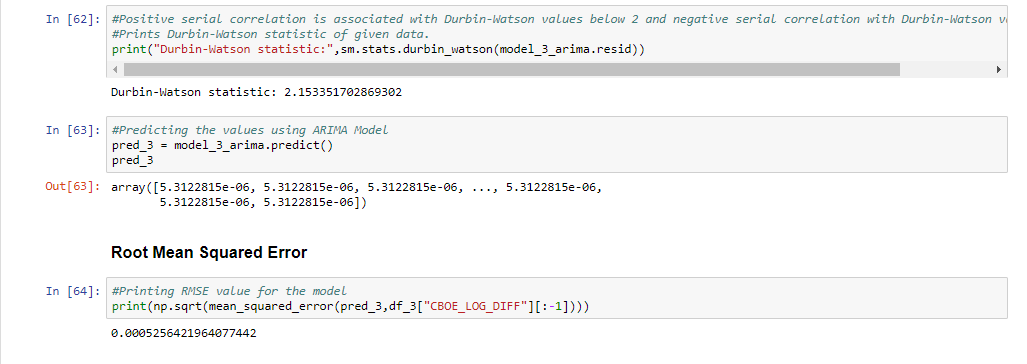 In [62]: #Positive serial correlation is associated with Durbin-Watson values below 2 and negative serial correlation with Durbin-Watson
#Prints Durbin-Watson statistic of given data.
print("Durbin-Watson statistic:",sm.stats.durbin_watson(model_3_arima.resid))
Durbin-Watson statistic: 2.153351702869302
In [63]: #Predicting the values using ARIMA Model
pred_3 = model_3_arima.predict()
pred_3
Out[63]: array([5.3122815e-06, 5.3122815e-06, 5.3122815e-06, ..., 5.3122815e-06,
5.3122815e-06, 5.3122815e-06])
Root Mean Squared Error
In [64]: #Printing RMSE value for the model
print(np.sqrt(mean_squared_error(pred_3,df_3["CBOE_LOG_DIFF"][:-1])))
0.0005256421964077442